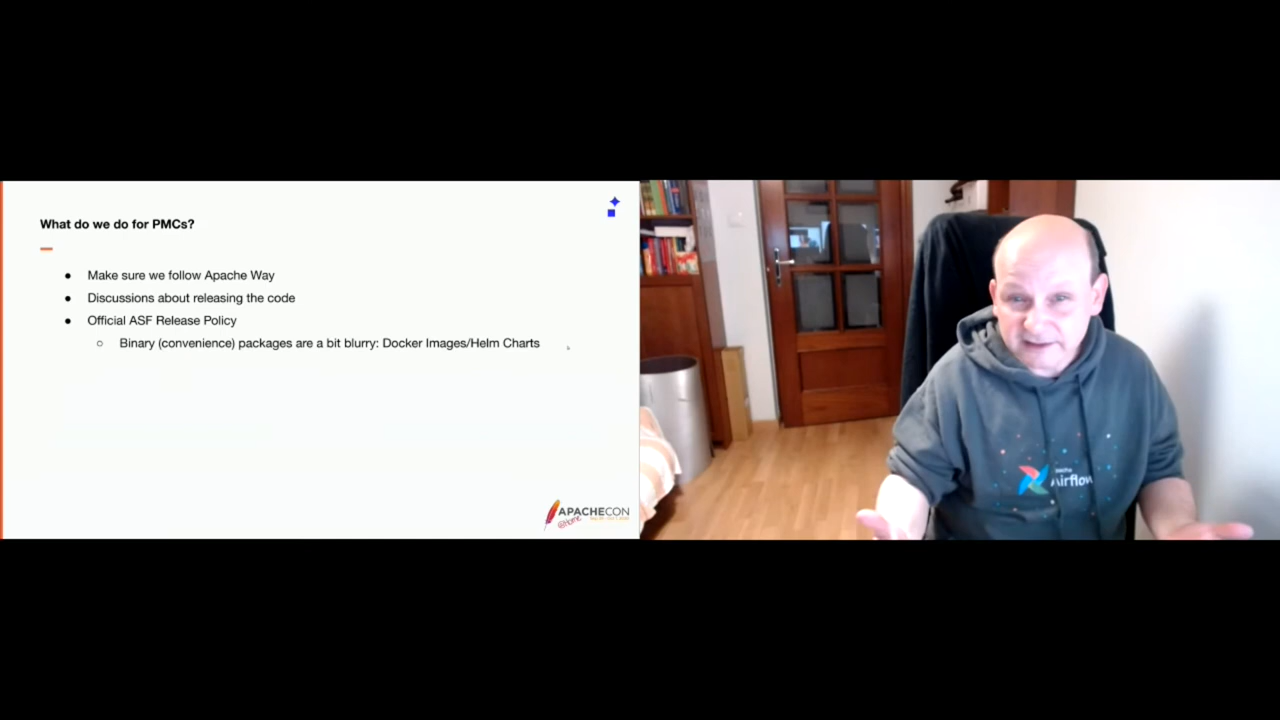 What do we do for PMCs?
● Make sure we follow Apache Way
● Discussions about releasing the code
● Official ASF Release Policy
○ Binary (convenience) packages are a bit blurry: Docker Images/Helm Charts
APACHECON
@Home
Airflow